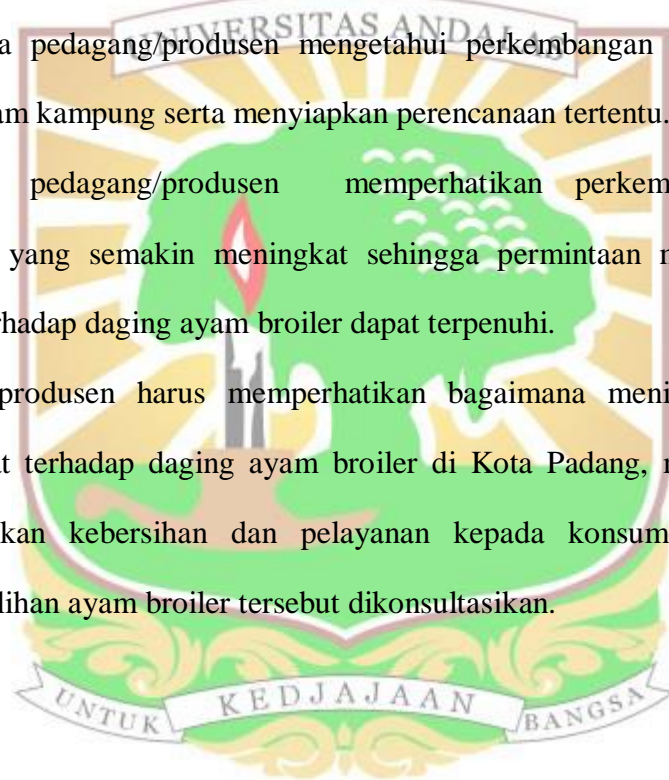 UNIVERSITAS ANDALAS
a pedagang/produsen mengetahui perkembangan
am kampung serta menyiapkan perencanaan tertentu.
pedagang/produsen memperhatikan perkem
yang semakin meningkat sehingga permintaan m
rhadap daging ayam broiler dapat terpenuhi.
produsen harus memperhatikan bagaimana meni
at terhadap daging ayam broiler di Kota Padang,
kan kebersihan dan pelayanan kepada konsum
lihan ayam broiler tersebut dikonsultasikan.
UNTUK KEDJAJAAN BANGSA